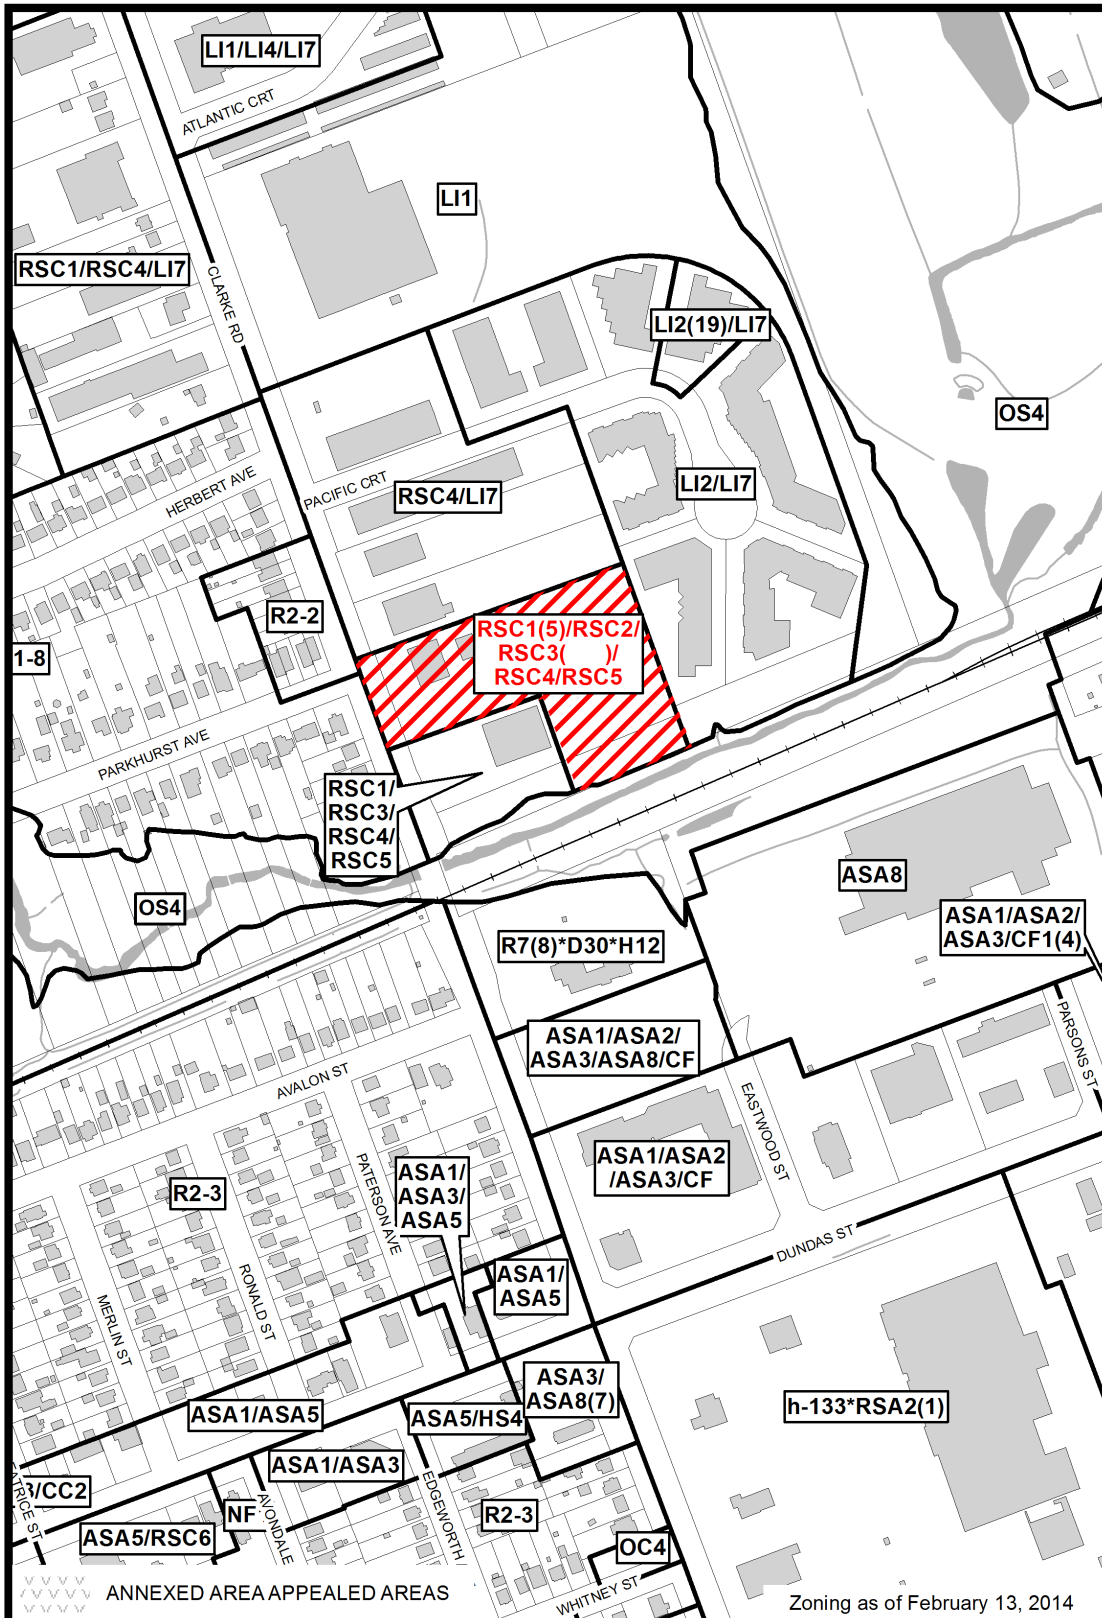 LI1/LI4/LI7
ATLANTIC CRT
LI1
RSC1/RSC4/LI7
CLARKE RD
LI2(19)/LI7
OS4
HERBERT AVE
PACIFIC CRT
RSC4/LI7
LI2/LI7
R2-2
RSC1(5)/RSC2/
RSC3( )/
RSC4/RSC5
1-8
PARKHURST AVE
RSC1/
RSC3/
RSC4/
RSC5
ASA8
OS4
ASA1/ASA2/
ASA3/CF1(4)
R7(8)*D30*H12
ASA1/ASA2/
ASA3/ASA8/CF
PARSONS ST
AVALON ST
EASTWOOD ST
ASA1/ASA2
/ASA3/CF
R2-3
PATERSON AVE
ASA1/
ASA3/
ASA5
DUNDAS ST
ASA1/
ASA5
MERLIN ST
RONALD ST
ASA3/
ASA8(7)
ASA1/ASA5
ASA5/HS4
h-133*RSA2(1)
ASA1/ASA3
3/CC2
ATRICE ST
NF
AVONDALE
EDGEWORTH
R2-3
ASA5/RSC6
OC4
WHITNEY ST
ANNEXED AREA APPEALED AREAS
Zoning as of February 13, 2014